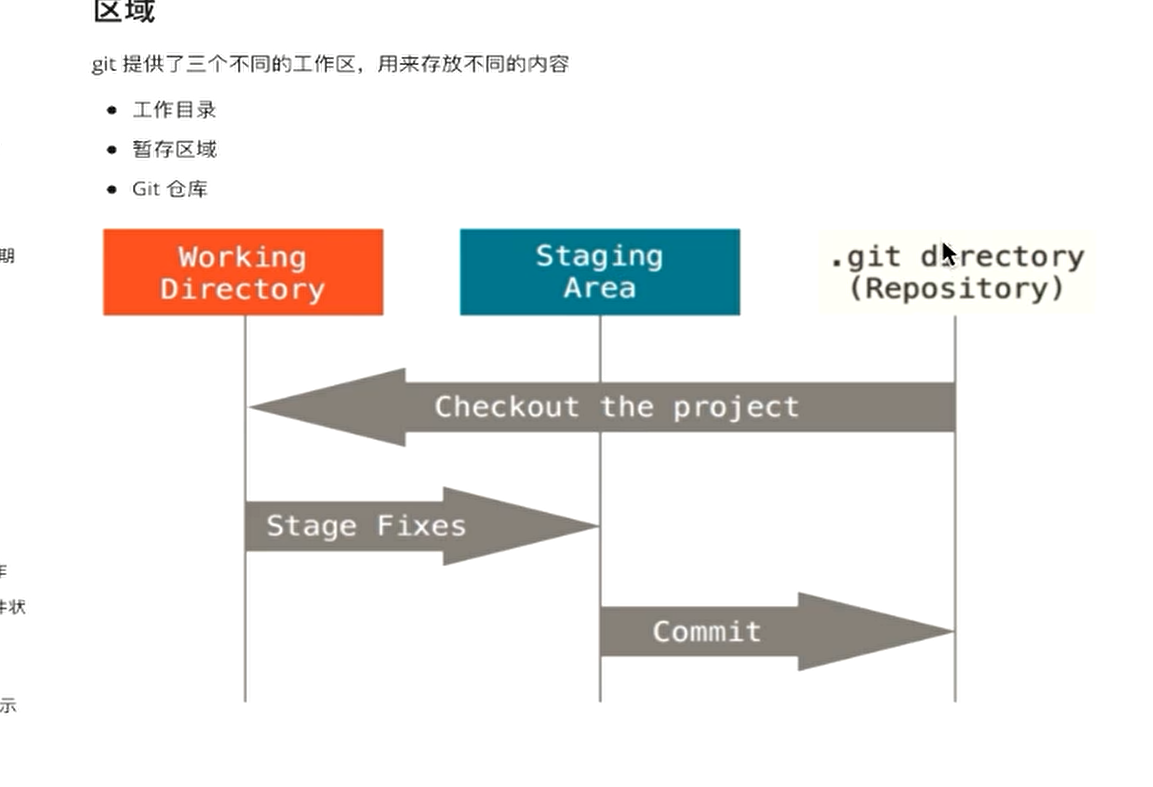 区域
git 提供了三个不同的工作区，用来存放不同的内容
工作目录
暂存区域
Git 仓库
期
Working
Directory
Staging
Area
.git directory
(Repository)
Checkout the project
Stage Fixes
Commit
件状
示